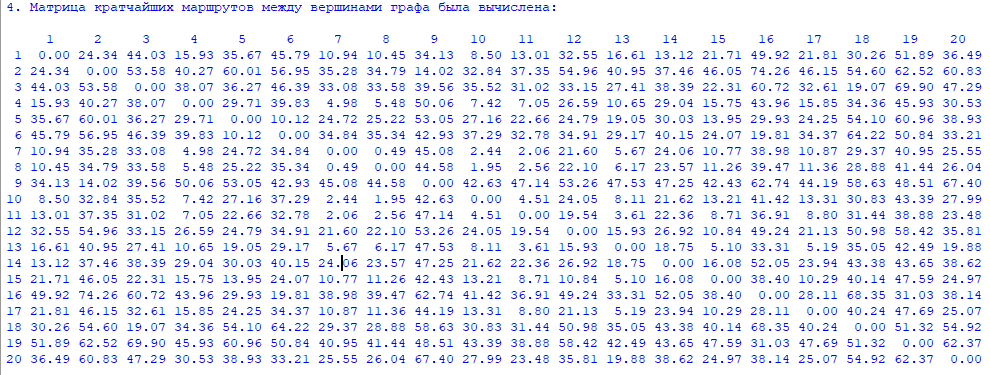 4. Матрица кратчайших маршрутов между вершинами графа была вычислена:
1 2 3 4 5 6 7 8 9 10 11 12 13 14 15 16 17 18 19 20
1 0.00 24.34 44.03 15.93 35.67 45.79 10.94 10.45 34.13 8.50 13.01 32.55 16.61 13.12 21.71 49.92 21.81 30.26 51.89 36.49
2 24.34 0.00 53.58 40.27 60.01 56.95 35.28 34.79 14.02 32.84 37.35 54.96 40.95 37.46 46.05 74.26 46.15 54.60 62.52 60.83
3 44.03 53.58 0.00 38.07 36.27 46.39 33.08 33.58 39.56 35.52 31.02 33.15 27.41 38.39 22.31 60.72 32.61 19.07 69.90 47.29
4 15.93 40.27 38.07 0.00 29.71 39.83 4.98 5.48 50.06 7.42 7.05 26.59 10.65 29.04 15.75 43.96 15.85 34.36 45.93 30.53
5 35.67 60.01 36.27 29.71 0.00 10.12 24.72 25.22 53.05 27.16 22.66 24.79 19.05 30.03 13.95 29.93 24.25 54.10 60.96 38.93
6 45.79 56.95 46.39 39.83 10.12 0.00 34.84 35.34 42.93 37.29 32.78 34.91 29.17 40.15 24.07 19.81 34.37 64.22 50.84 33.21
7 10.94 35.28 33.08 4.98 24.72 34.84 0.00 0.49 45.08 2.44 2.06 21.60 5.67 24.06 10.77 38.98 10.87 29.37 40.95 25.55
8 10.45 34.79 33.58 5.48 25.22 35.34 0.49 0.00 44.58 1.95 2.56 22.10 6.17 23.57 11.26 39.47 11.36 28.88 41.44 26.04
9 34.13 14.02 39.56 50.06 53.05 42.93 45.08 44.58 0.00 42.63 47.14 53.26 47.53 47.25 42.43 62.74 44.19 58.63 48.51 67.40
10 8.50 32.84 35.52 7.42 27.16 37.29 2.44 1.95 42.63 0.00 4.51 24.05 8.11 21.62 13.21 41.42 13.31 30.83 43.39 27.99
11 13.01 37.35 31.02 7.05 22.66 32.78 2.06 2.56 47.14 4.51 0.00 19.54 3.61 22.36 8.71 36.91 8.80 31.44 38.88 23.48
12 32.55 54.96 33.15 26.59 24.79 34.91 21.60 22.10 53.26 24.05 19.54 0.00 15.93 26.92 10.84 49.24 21.13 50.98 58.42 35.81
13 16.61 40.95 27.41 10.65 19.05 29.17 5.67 6.17 47.53 8.11 3.61 15.93 0.00 18.75 5.10 33.31 5.19 35.05 42.49 19.88
14 13.12 37.46 38.39 29.04 30.03 40.15 24.06 23.57 47.25 21.62 22.36 26.92 18.75 0.00 16.08 52.05 23.94 43.38 43.65 38.62
15 21.71 46.05 22.31 15.75 13.95 24.07 10.77 11.26 42.43 13.21 8.71 10.84 5.10 16.08 0.00 38.40 10.29 40.14 47.59 24.97
16 49.92 74.26 60.72 43.96 29.93 19.81 38.98 39.47 62.74 41.42 36.91 49.24 33.31 52.05 38.40 0.00 28.11 68.35 31.03 38.14
17 21.81 46.15 32.61 15.85 24.25 34.37 10.87 11.36 44.19 13.31 8.80 21.13 5.19 23.94 10.29 28.11 0.00 40.24 47.69 25.07
18 30.26 54.60 19.07 34.36 54.10 64.22 29.37 28.88 58.63 30.83 31.44 50.98 35.05 43.38 40.14 68.35 40.24 0.00 51.32 54.92
19 51.89 62.52 69.90 45.93 60.96 50.84 40.95 41.44 48.51 43.39 38.88 58.42 42.49 43.65 47.59 31.03 47.69 51.32 0.00 62.37
20 36.49 60.83 47.29 30.53 38.93 33.21 25.55 26.04 67.40 27.99 23.48 35.81 19.88 38.62 24.97 38.14 25.07 54.92 62.37 0.00